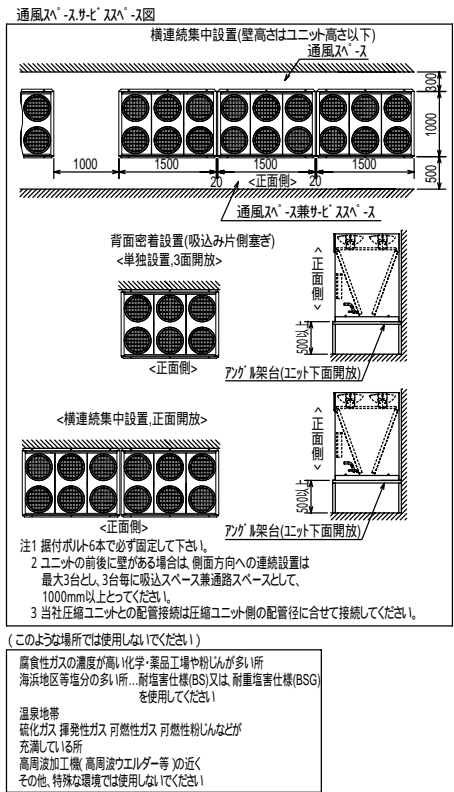 通風スペース.サービススペース図
横連続集中設置(壁高さはユニット高さ以下)
通風スペース
300
1000
500
1000
1500
1500
1500
20
<正面側>
20
通風スペース兼サービススペース
背面密着設置(吸込み片側塞ぎ)
<単独設置,3面開放>
<正面側>
<正面側>
500以上
アングル架台(ユニット下面開放)
<横連続集中設置,正面開放>
<正面側>
<正面側>
500以上
アングル架台(ユニット下面開放)
注1 据付ボルト6本で必ず固定して下さい。
2 ユニットの前後に壁がある場合は、側面方向への連続設置は
最大3台とし、3台毎に吸込スペース兼通路スペースとして、
1000mm以上とってください。
3 当社圧縮ユニットとの配管接続は圧縮ユニット側の配管径に合せて接続してください。
(このような場所では使用しないでください)
腐食性ガスの濃度が高い化学・薬品工場や粉じんが多い所
海浜地区等塩分の多い所…耐塩害仕様(BS)又は、耐重塩害仕様(BSG)
を使用してください
温泉地帯
硫化ガス 揮発性ガス 可燃性ガス 可燃性粉じんなどが
充満している所
高周波加工機(高周波ウエルダー等)の近く
その他、特殊な環境では使用しないでください